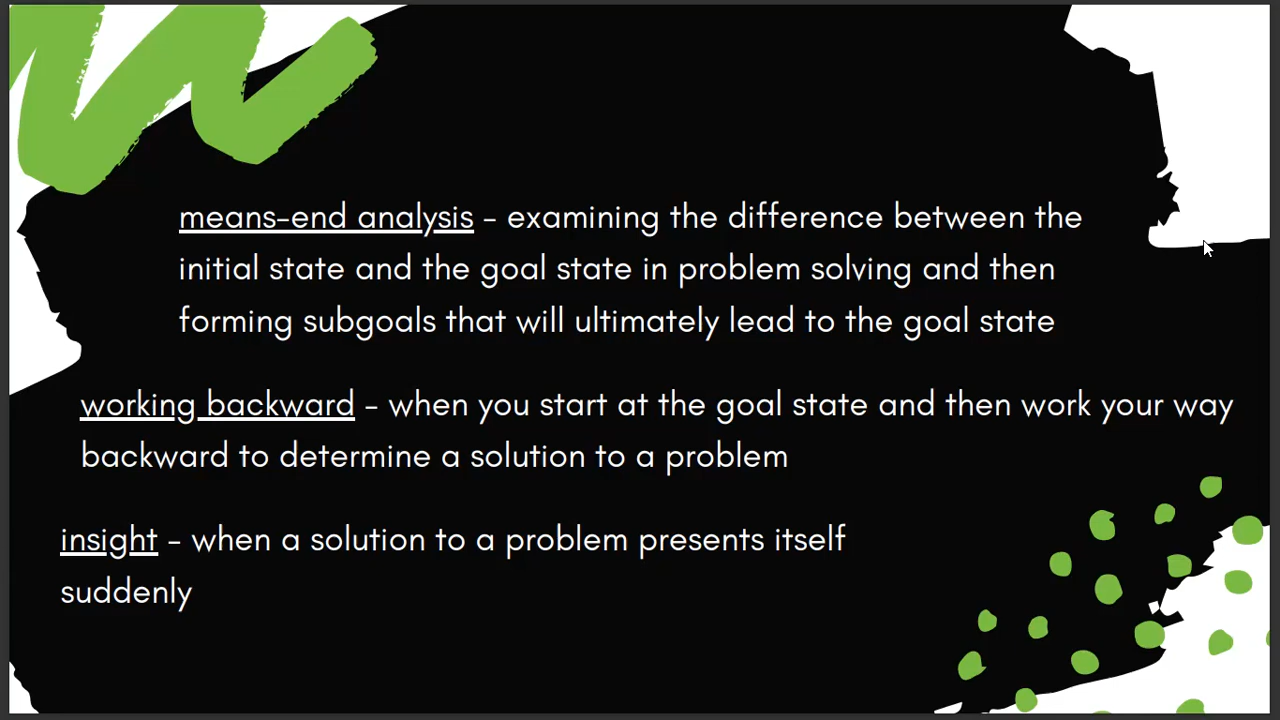 means-end analysis - examining the difference between the
initial state and the goal state in problem solving and then
forming subgoals that will ultimately lead to the goal state
working backward - when you start at the goal state and then work your way
backward to determine a solution to a problem
insight - when a solution to a problem presents itself
suddenly